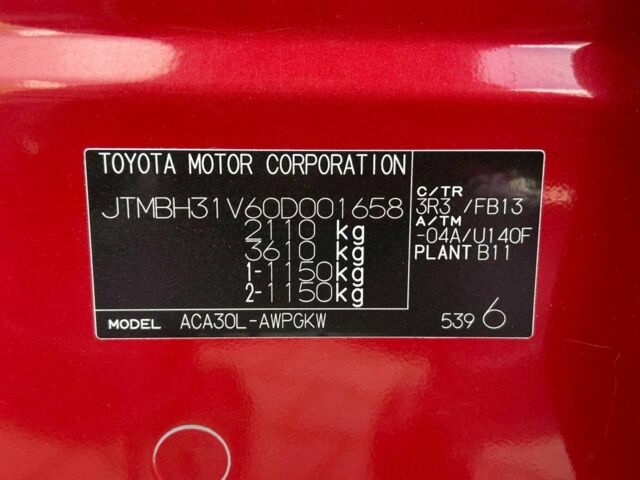 TOYOTA MOTOR CORPORATION
JTMBH31V60D001658
2110 kg
3610 kg
1-1150kg
2-1150kg
MODEL ACA30L-AWPGKW
C/TR
3R3 /FB13
A/TM
-04A/U140F
PLANT B11
539 6